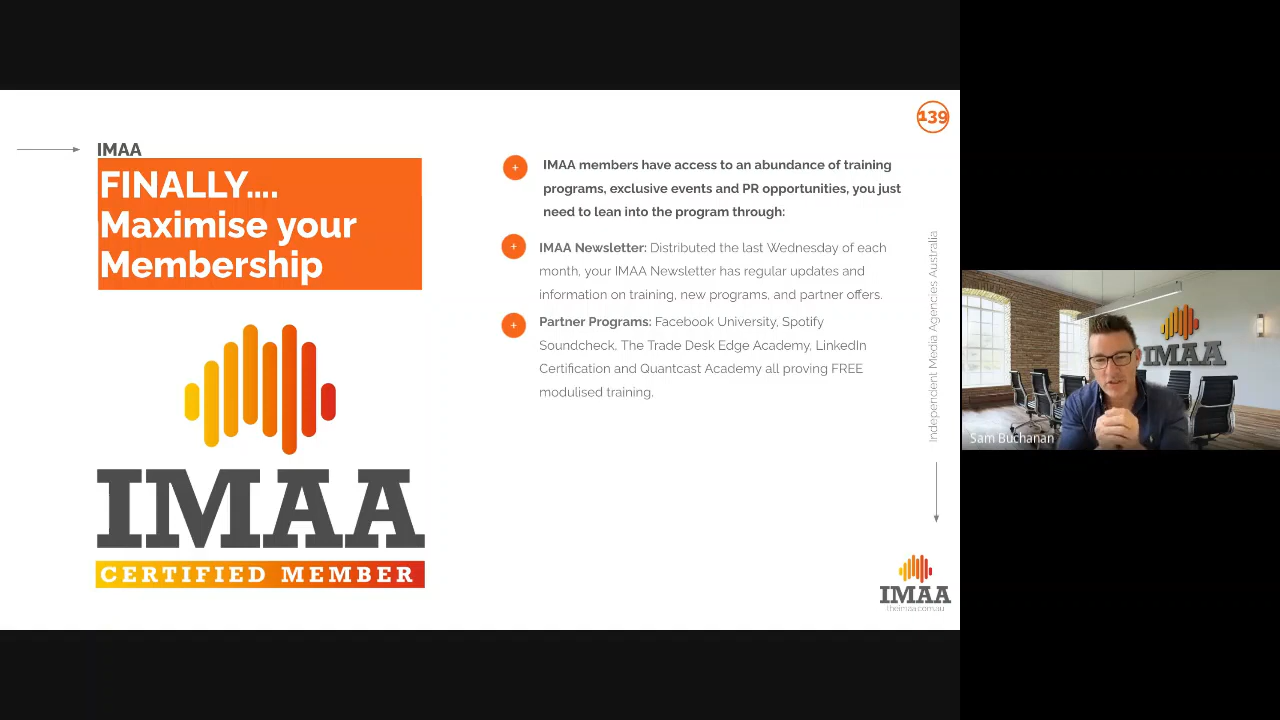 139
IMAA
FINALLY....
Maximise your
Membership
IMAA
CERTIFIED MEMBER
IMAA members have access to an abundance of training
programs, exclusive events and PR opportunities, you just
need to lean into the program through:
IMAA Newsletter: Distributed the last Wednesday of each
month, your IMAA Newsletter has regular updates and
information on training, new programs, and partner offers.
Partner Programs: Facebook University, Spotify
Soundcheck, The Trade Desk Edge Academy, LinkedIn
Certification and Quantcast Academy all proving FREE
modulised training.
Independent Media Agencies Australia
IMAA
theimaa.com.au
IMAA
Sam Buchanan